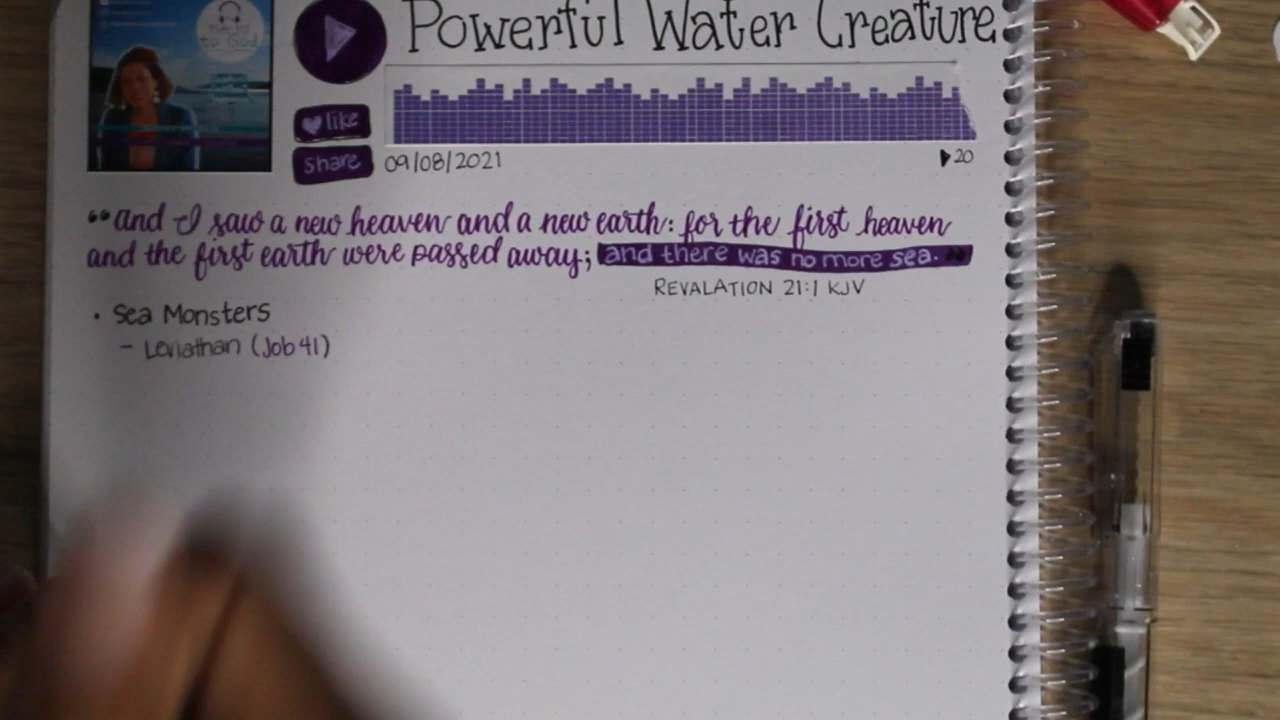 Powerful Water Creature
like
share
09/08/2021
20
"and I saw a new heaven and a new earth: for the first heaven
and the first earth were passed away; and there was no more sea."
REVALATION 21:1 KJV
• Sea Monsters
- Leviathan (Job 41)